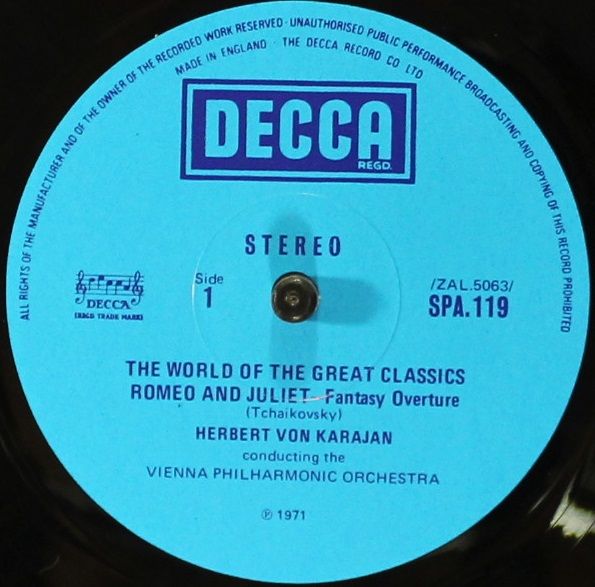 ALL RIGHTS OF THE MANUFACTURER AND OF THE OWNER OF THE RECORDED WORK RESERVED · UNAUTHORISED PUBLIC PERFORMANCE BROADCASTING AND COPYING OF THIS RECORD PROHIBITED
MADE IN ENGLAND · THE DECCA RECORD CO LTD
DECCA
REGD.
STEREO
Side
1
DECCA
(REGD TRADE MARK)
/ZAL.5063/
SPA.119
THE WORLD OF THE GREAT CLASSICS
ROMEO AND JULIET - Fantasy Overture
(Tchaikovsky)
HERBERT VON KARAJAN
conducting the
VIENNA PHILHARMONIC ORCHESTRA
℗ 1971